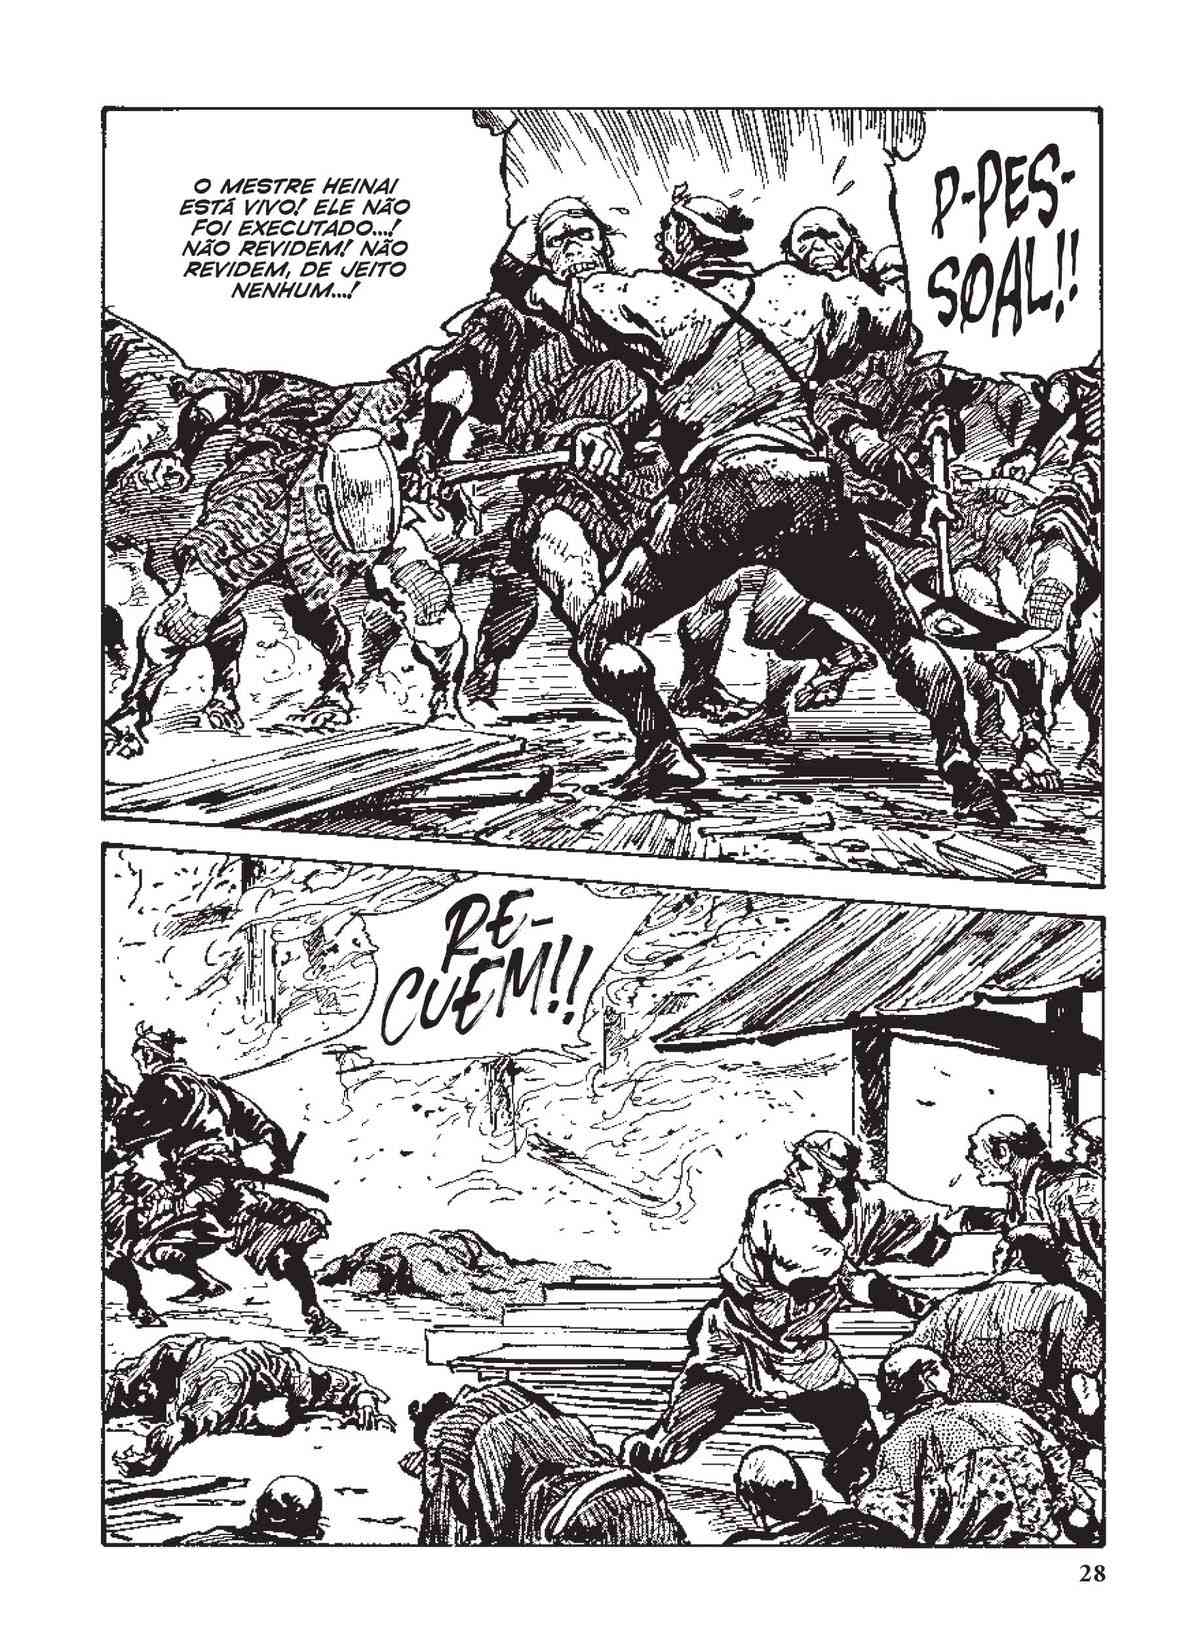 O MESTRE HEINAI
ESTÁ VIVO! ELE NÃO
FOI EXECUTADO...!
NÃO REVIDEM! NÃO
REVIDEM, DE JEITO
NENHUM...!
P-PES-
SOAL!!
RE-
CUEM!!
28